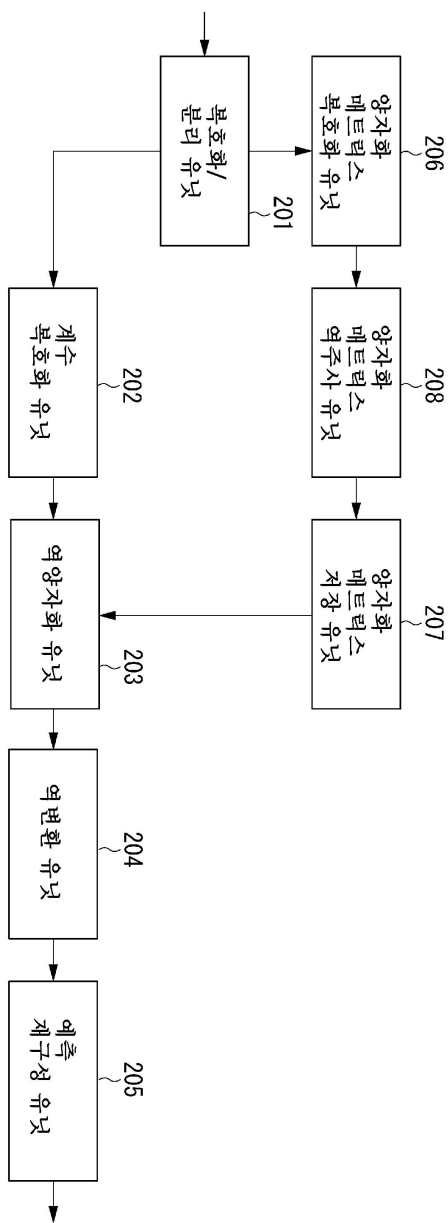 양자화
매트릭스
복호화 유닛
206
양자화
매트릭스
역주사 유닛
208
양자화
매트릭스
저장 유닛
207
복호화/
분리 유닛
201
계수
복호화 유닛
202
역양자화 유닛
203
역변환 유닛
204
예측
재구성 유닛
205